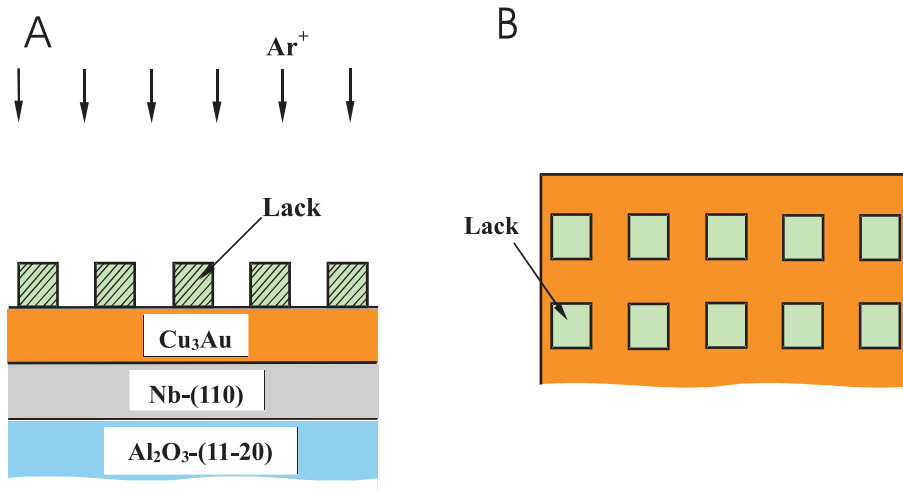 A
Ar⁺
Lack
Cu₃Au
Nb-(110)
Al₂O₃-(11-20)
B
Lack